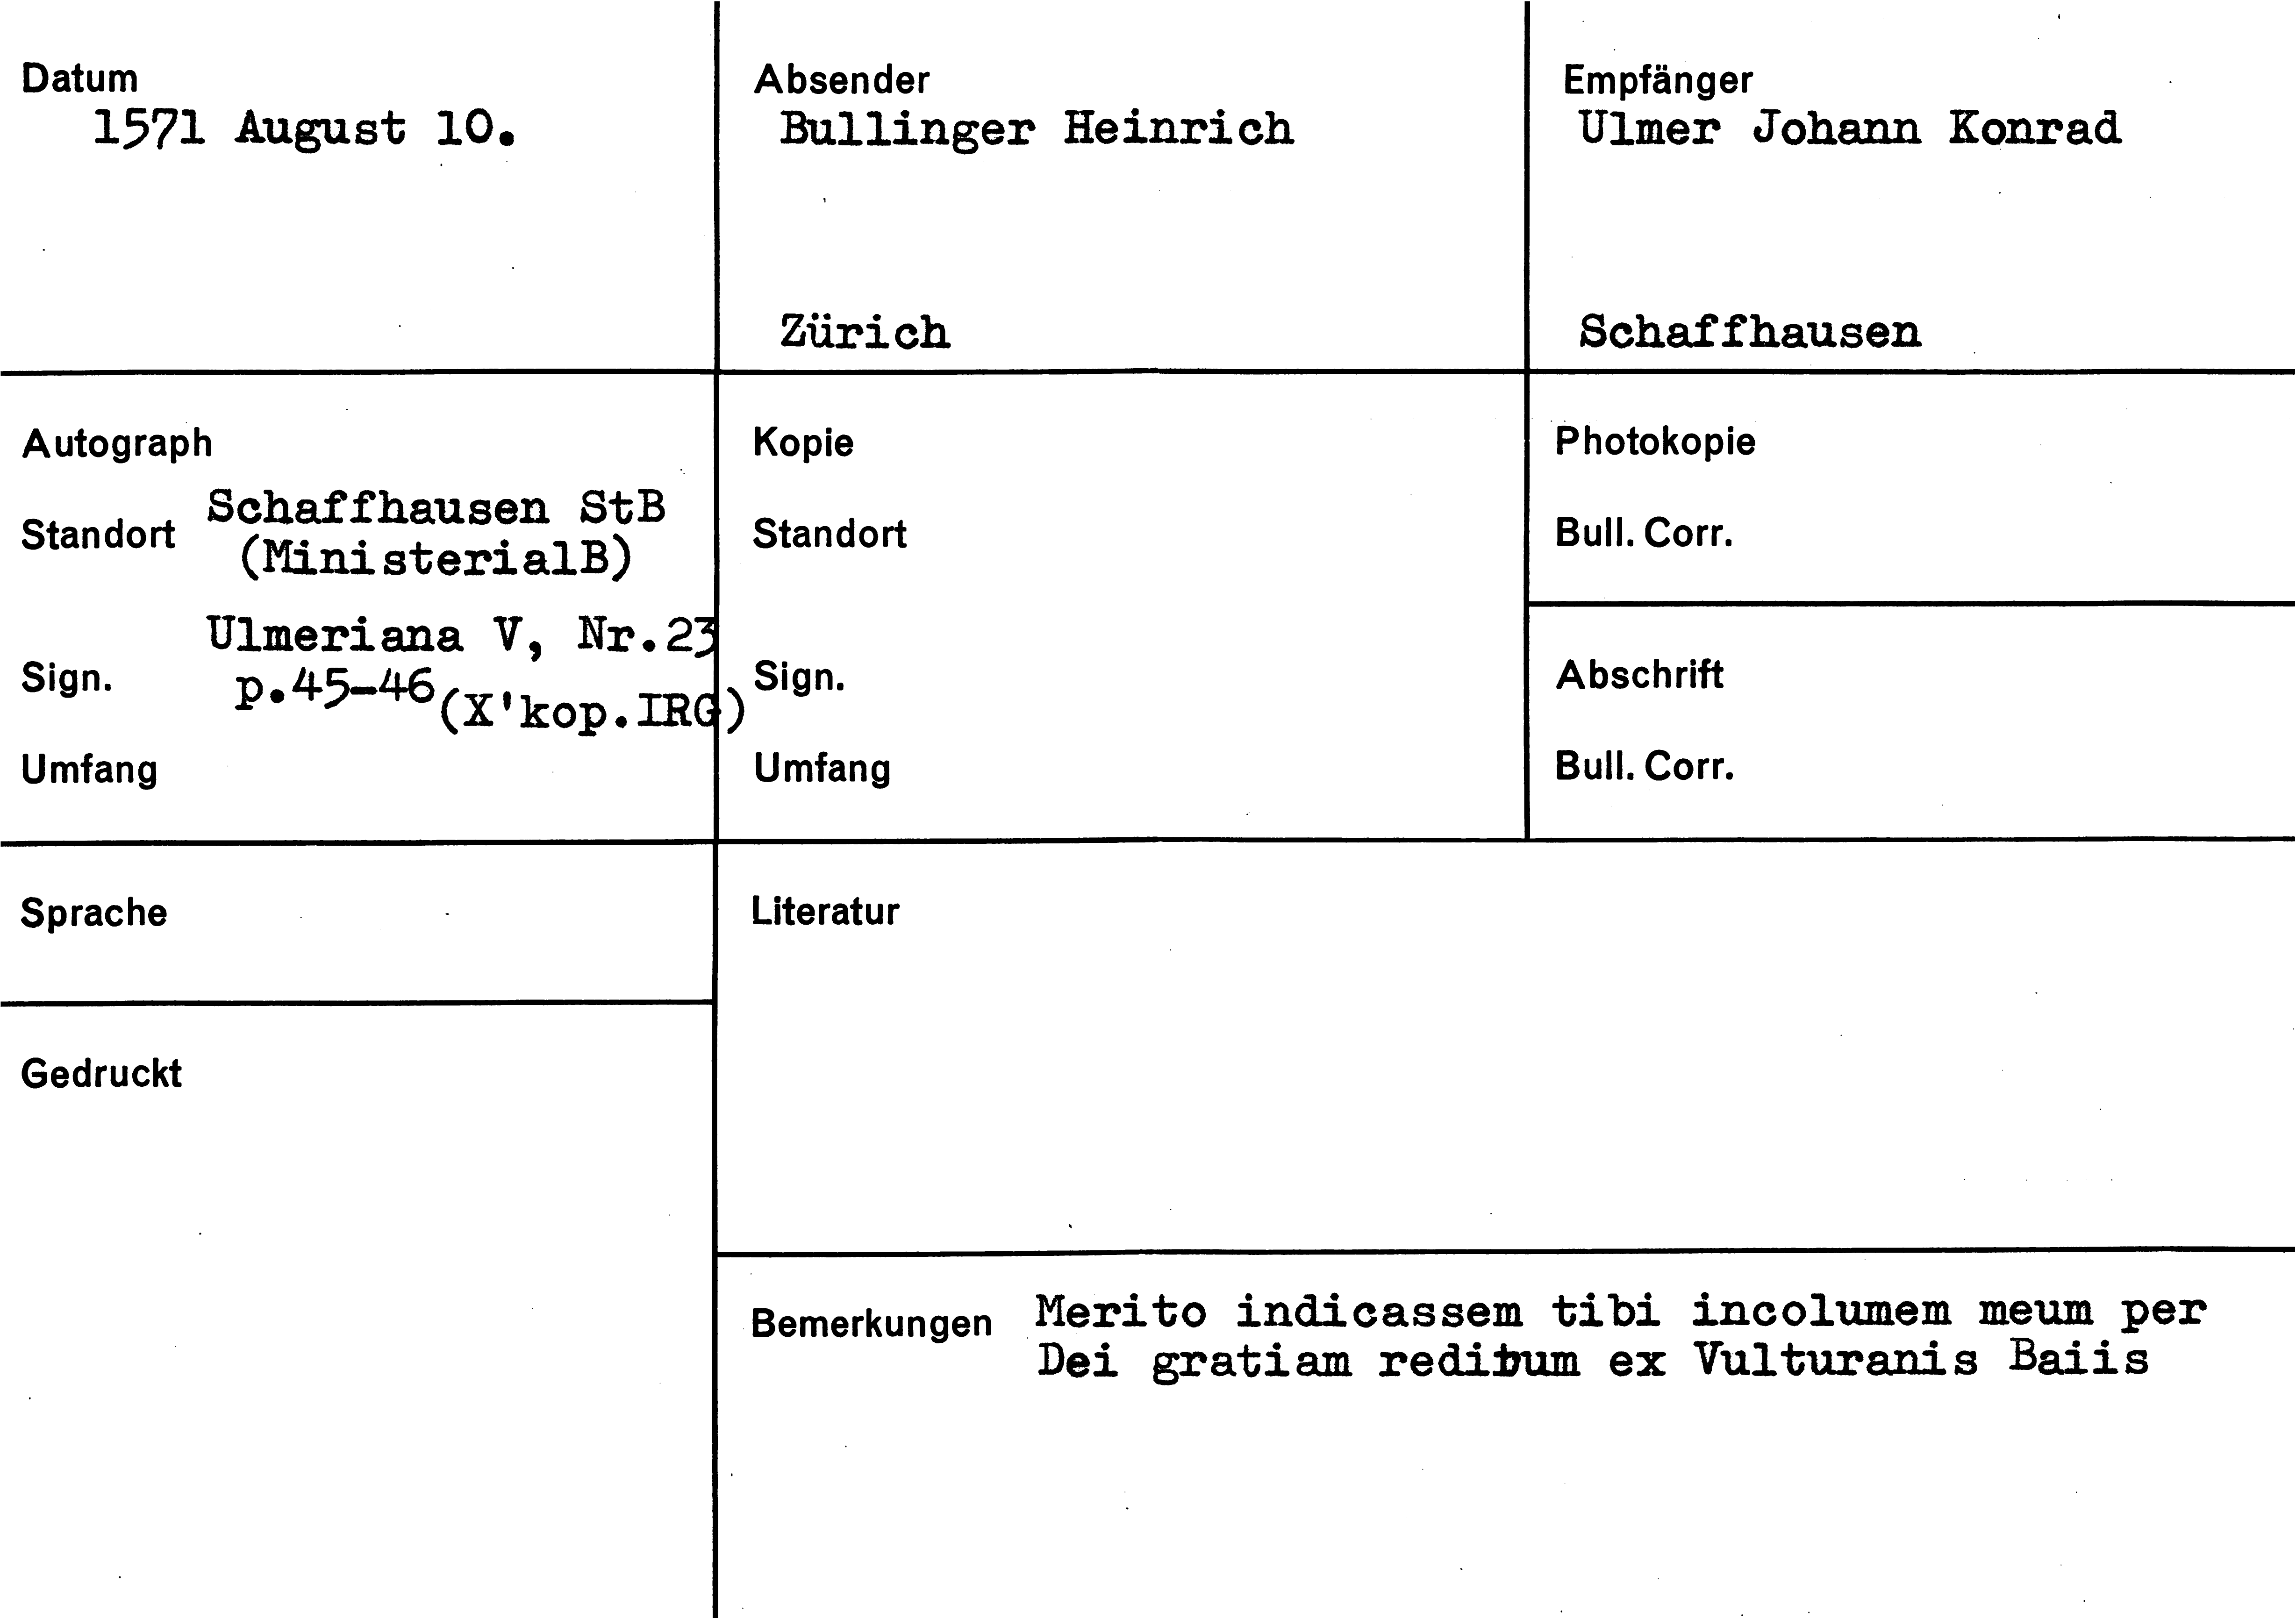 Datum
1571 August 10.
Absender
Bullinger Heinrich
Zürich
Empfänger
Ulmer Johann Konrad
Schaffhausen
Autograph
Standort Schaffhausen StB
(MinisterialB)
Sign. Ulmeriana V, Nr.23
p.45-46 (X'kop.IRG)
Umfang
Kopie
Standort
Sign.
Umfang
Photokopie
Bull. Corr.
Abschrift
Bull. Corr.
Sprache
Gedruckt
Literatur
Bemerkungen Merito indicassem tibi incolumem meum per
Dei gratiam reditum ex Vulturanis Baiis